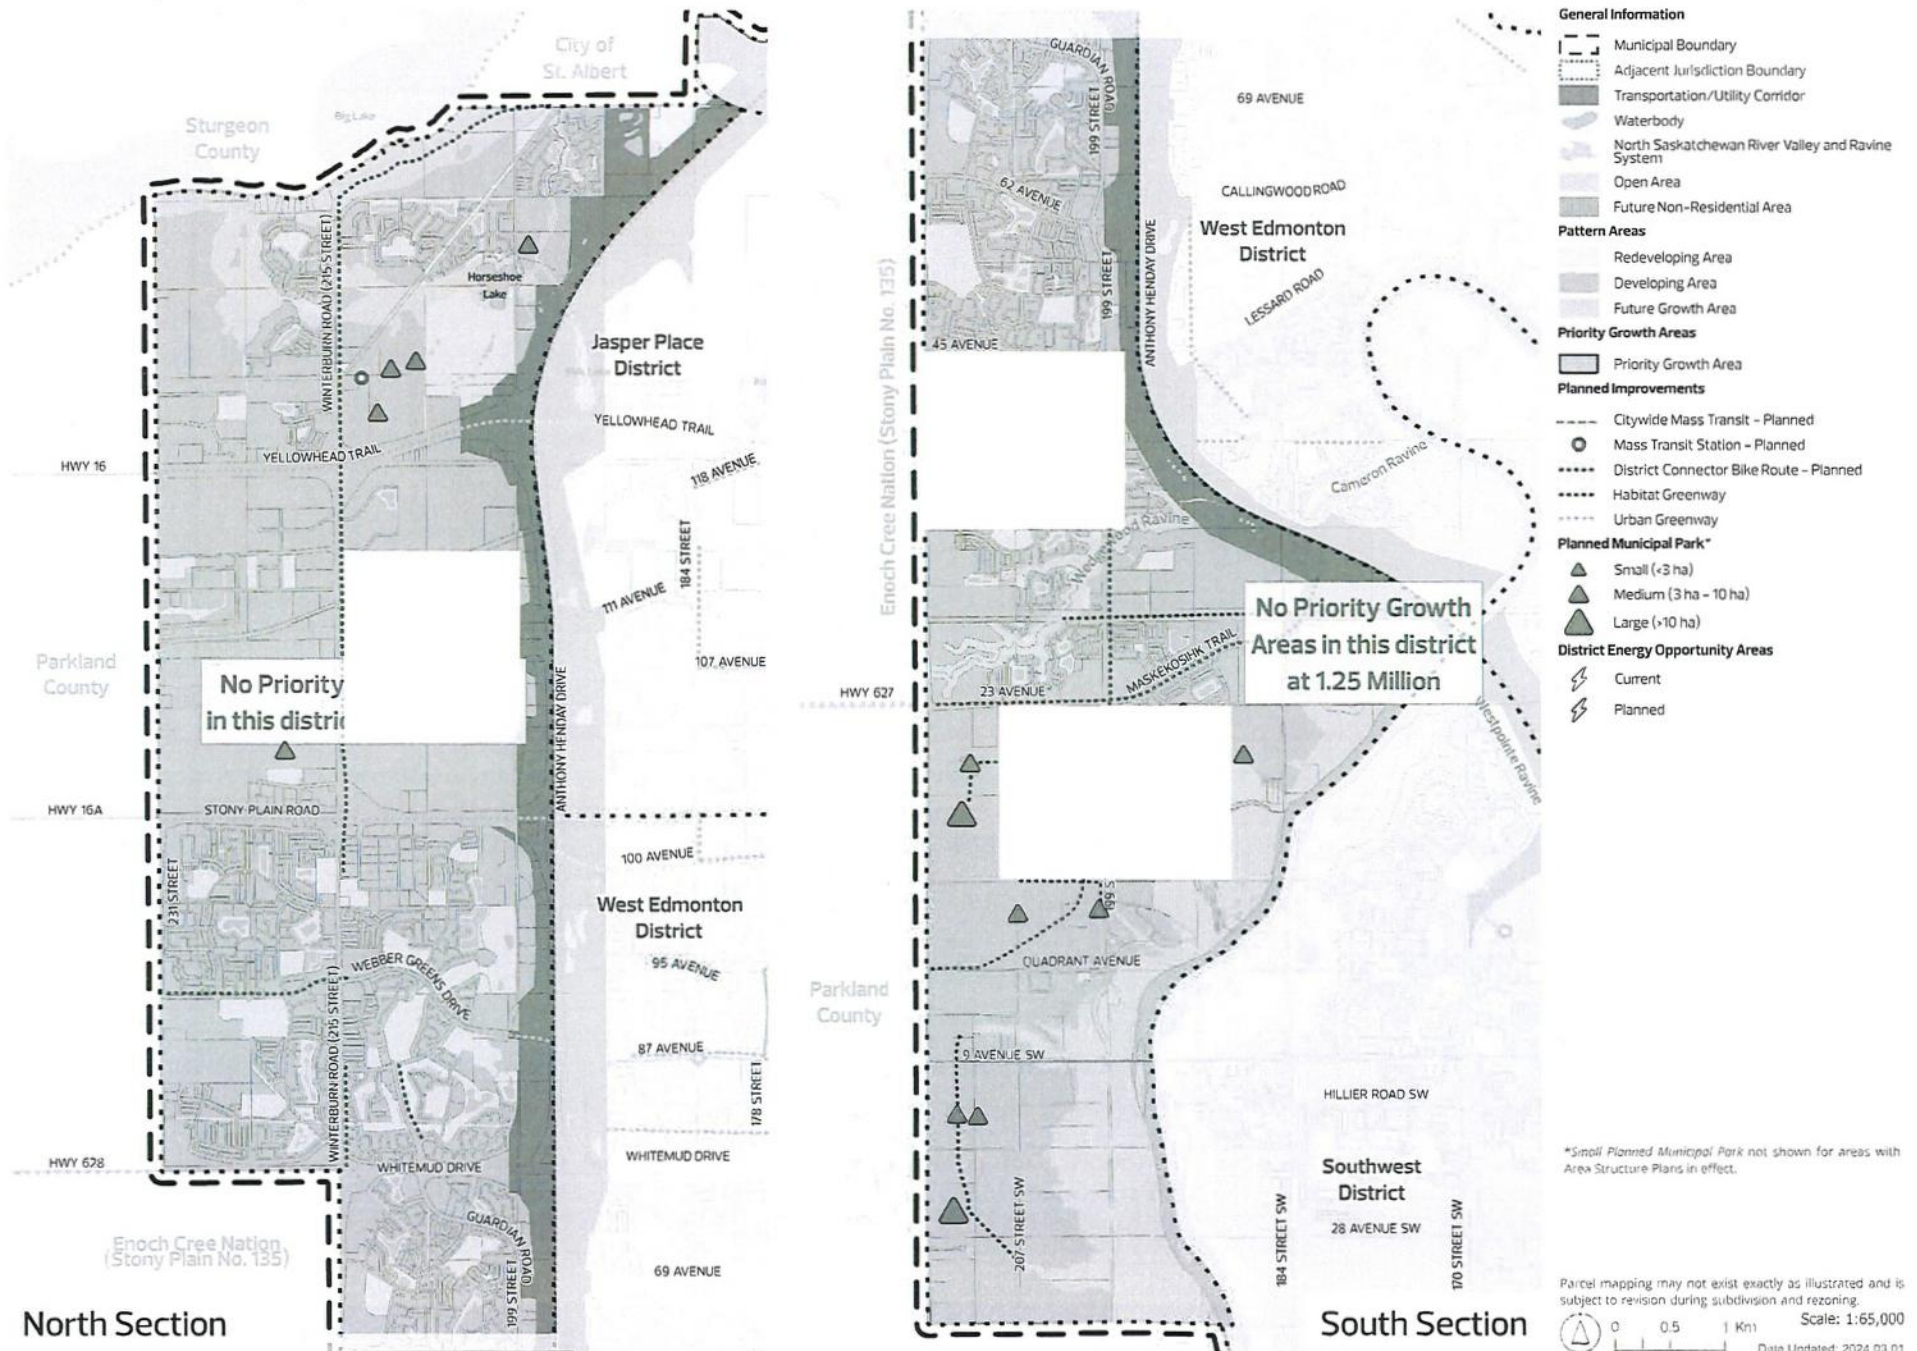 City of
St. Albert
Big Lake
Sturgeon
County
WINTERBURN ROAD (215 STREET)
Horseshoe
Lake
Jasper Place
District
YELLOWHEAD TRAIL
YELLOWHEAD TRAIL
HWY 16
118 AVENUE
184 STREET
111 AVENUE
107 AVENUE
Parkland
County
No Priority
in this distri
ANTHONY HENDAY DRIVE
HWY 16A
STONY PLAIN ROAD
100 AVENUE
231 STREET
West Edmonton
District
95 AVENUE
WEBBER GREENS DRIVE
WINTERBURN ROAD (215 STREET)
87 AVENUE
178 STREET
HWY 628
WHITEMUD DRIVE
WHITEMUD DRIVE
GUARDIAN ROAD
Enoch Cree Nation
(Stony Plain No. 135)
199 STREET
69 AVENUE
North Section
GUARDIAN ROAD
69 AVENUE
199 STREET
62 AVENUE
CALLINGWOOD ROAD
West Edmonton
District
ANTHONY HENDAY DRIVE
199 STREET
LESSARD ROAD
45 AVENUE
Enoch Cree Nation (Stony Plain No. 135)
Cameron Ravine
Wedgewood Ravine
No Priority Growth
Areas in this district
at 1.25 Million
MASKEKOSIHK TRAIL
23 AVENUE
HWY 627
Westpointe Ravine
199 S
QUADRANT AVENUE
Parkland
County
9 AVENUE SW
HILLIER ROAD SW
Southwest
District
207 STREET SW
184 STREET SW
28 AVENUE SW
170 STREET SW
South Section
General Information
Municipal Boundary
Adjacent Jurisdiction Boundary
Transportation/Utility Corridor
Waterbody
North Saskatchewan River Valley and Ravine
System
Open Area
Future Non-Residential Area
Pattern Areas
Redeveloping Area
Developing Area
Future Growth Area
Priority Growth Areas
Priority Growth Area
Planned Improvements
Citywide Mass Transit - Planned
Mass Transit Station - Planned
District Connector Bike Route - Planned
Habitat Greenway
Urban Greenway
Planned Municipal Park*
Small (<3 ha)
Medium (3 ha - 10 ha)
Large (>10 ha)
District Energy Opportunity Areas
Current
Planned
*Small Planned Municipal Park not shown for areas with
Area Structure Plans in effect.
Parcel mapping may not exist exactly as illustrated and is
subject to revision during subdivision and rezoning.
Scale: 1:65,000
0 0.5 1 Km
Date Updated: 2024.03.01